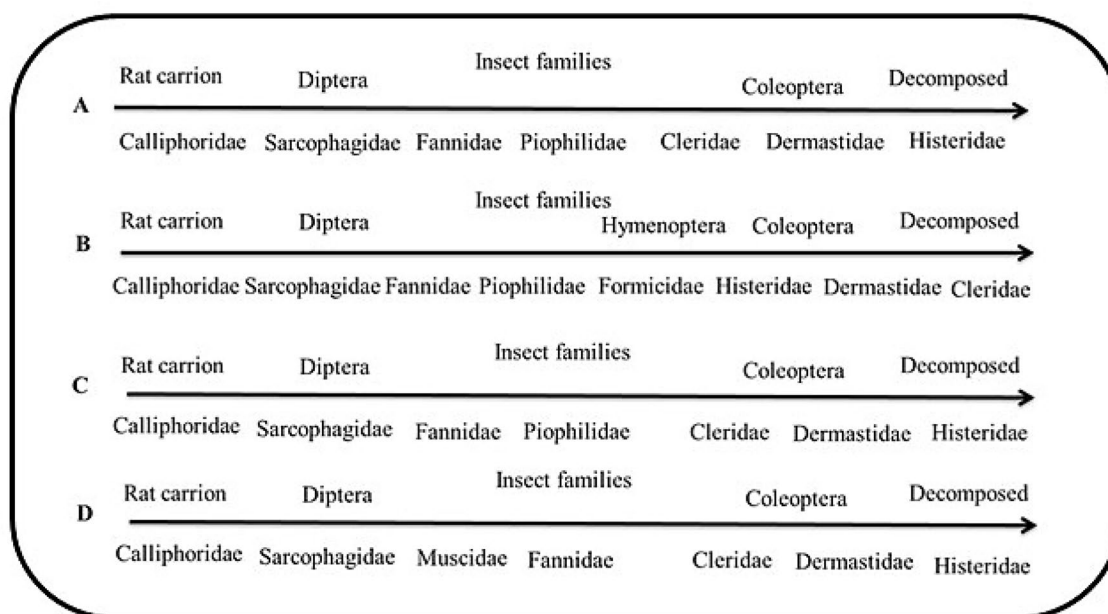 Insect families
Rat carrion Diptera Coleoptera Decomposed
A
Calliphoridae Sarcophagidae Fannidae Piophilidae Cleridae Dermastidae Histeridae
Insect families
Rat carrion Diptera Hymenoptera Coleoptera Decomposed
B
Calliphoridae Sarcophagidae Fannidae Piophilidae Formicidae Histeridae Dermastidae Cleridae
Insect families
Rat carrion Diptera Coleoptera Decomposed
C
Calliphoridae Sarcophagidae Fannidae Piophilidae Cleridae Dermastidae Histeridae
Insect families
Rat carrion Diptera Coleoptera Decomposed
D
Calliphoridae Sarcophagidae Muscidae Fannidae Cleridae Dermastidae Histeridae